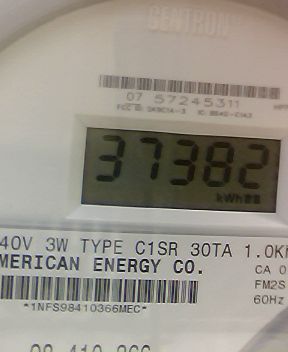 CENTRON
07 57245311
37382
kWh
40V 3W TYPE C1SR 30TA 1.0K
MERICAN ENERGY CO.
CA 0
FM2S
60Hz
*1NFS98410366MEC*